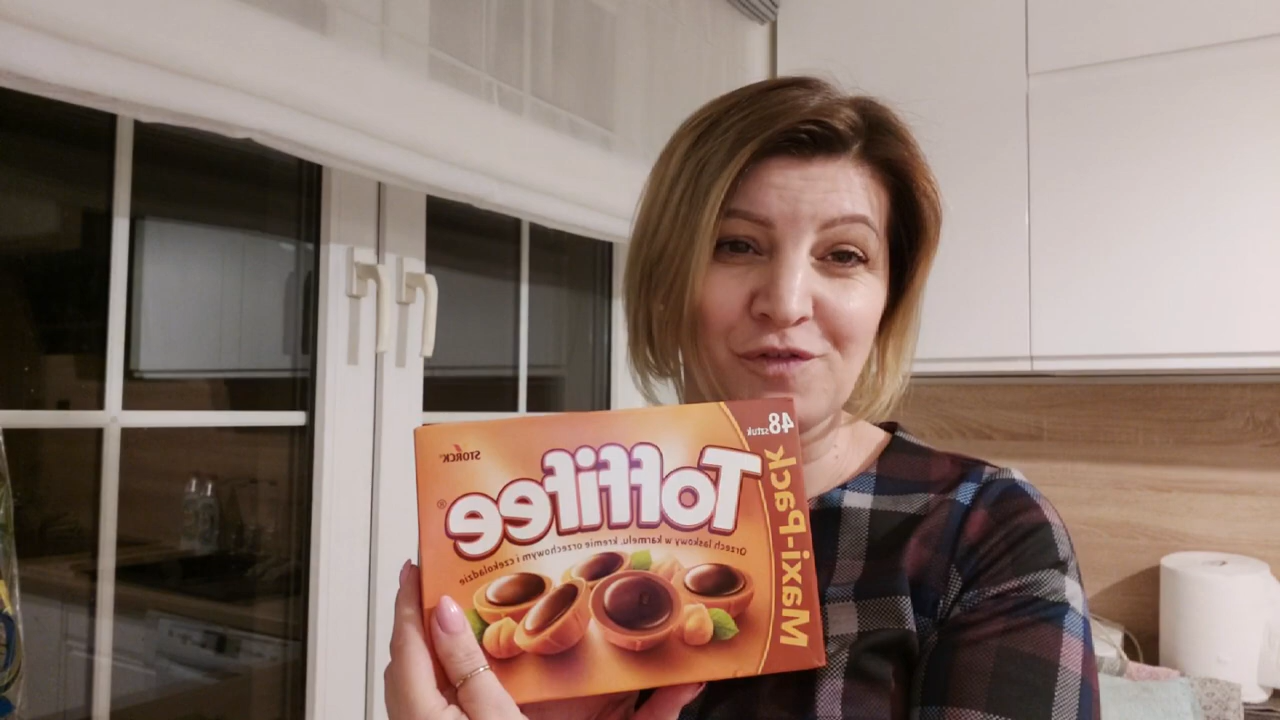 48 sztuk
STORCK
Toffifee®
Maxi-Pack
Orzech laskowy w karmelu, kremie orzechowym i czekoladzie